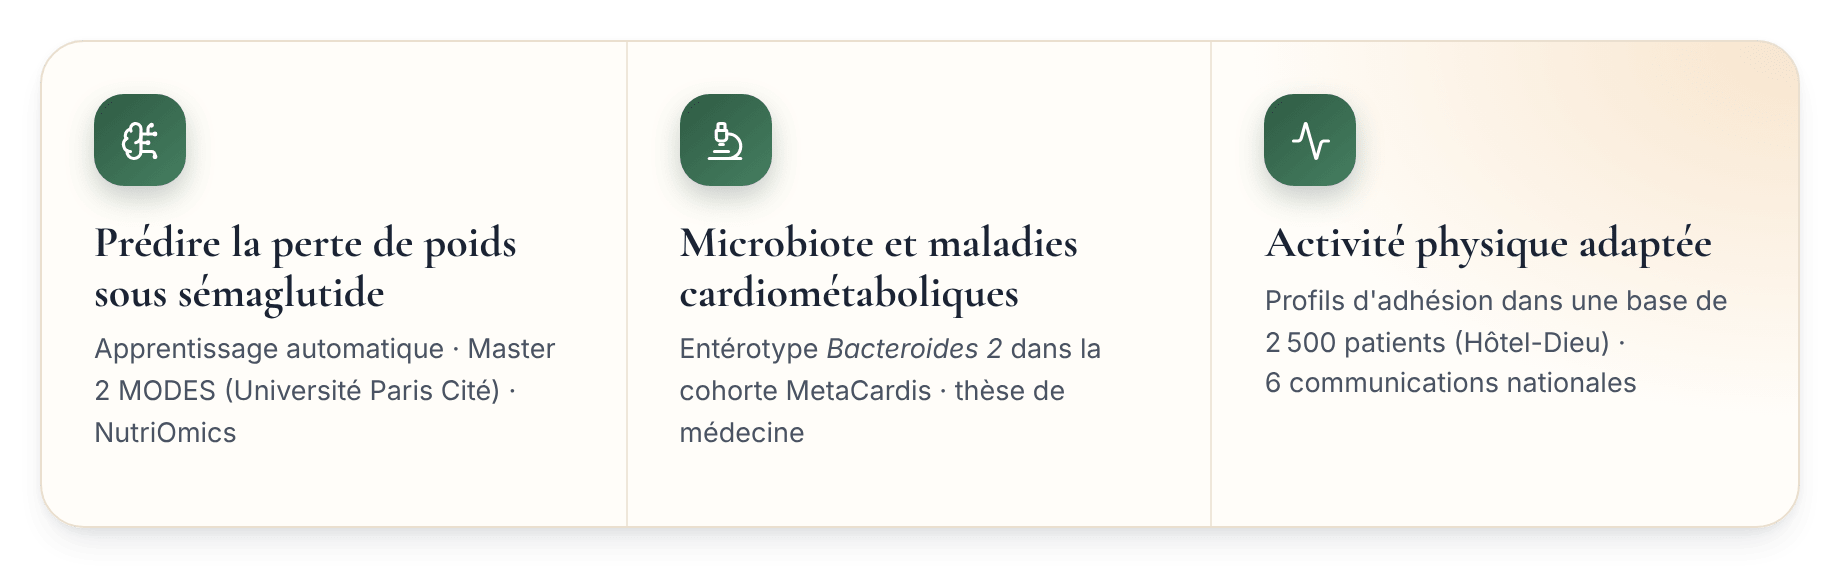 Prédire la perte de poids
sous sémaglutide
Apprentissage automatique · Master
2 MODES (Université Paris Cité) ·
NutriOmics
Microbiote et maladies
cardiométaboliques
Entérotype Bacteroides 2 dans la
cohorte MetaCardis · thèse de
médecine
Activité physique adaptée
Profils d'adhésion dans une base de
2 500 patients (Hôtel-Dieu) ·
6 communications nationales